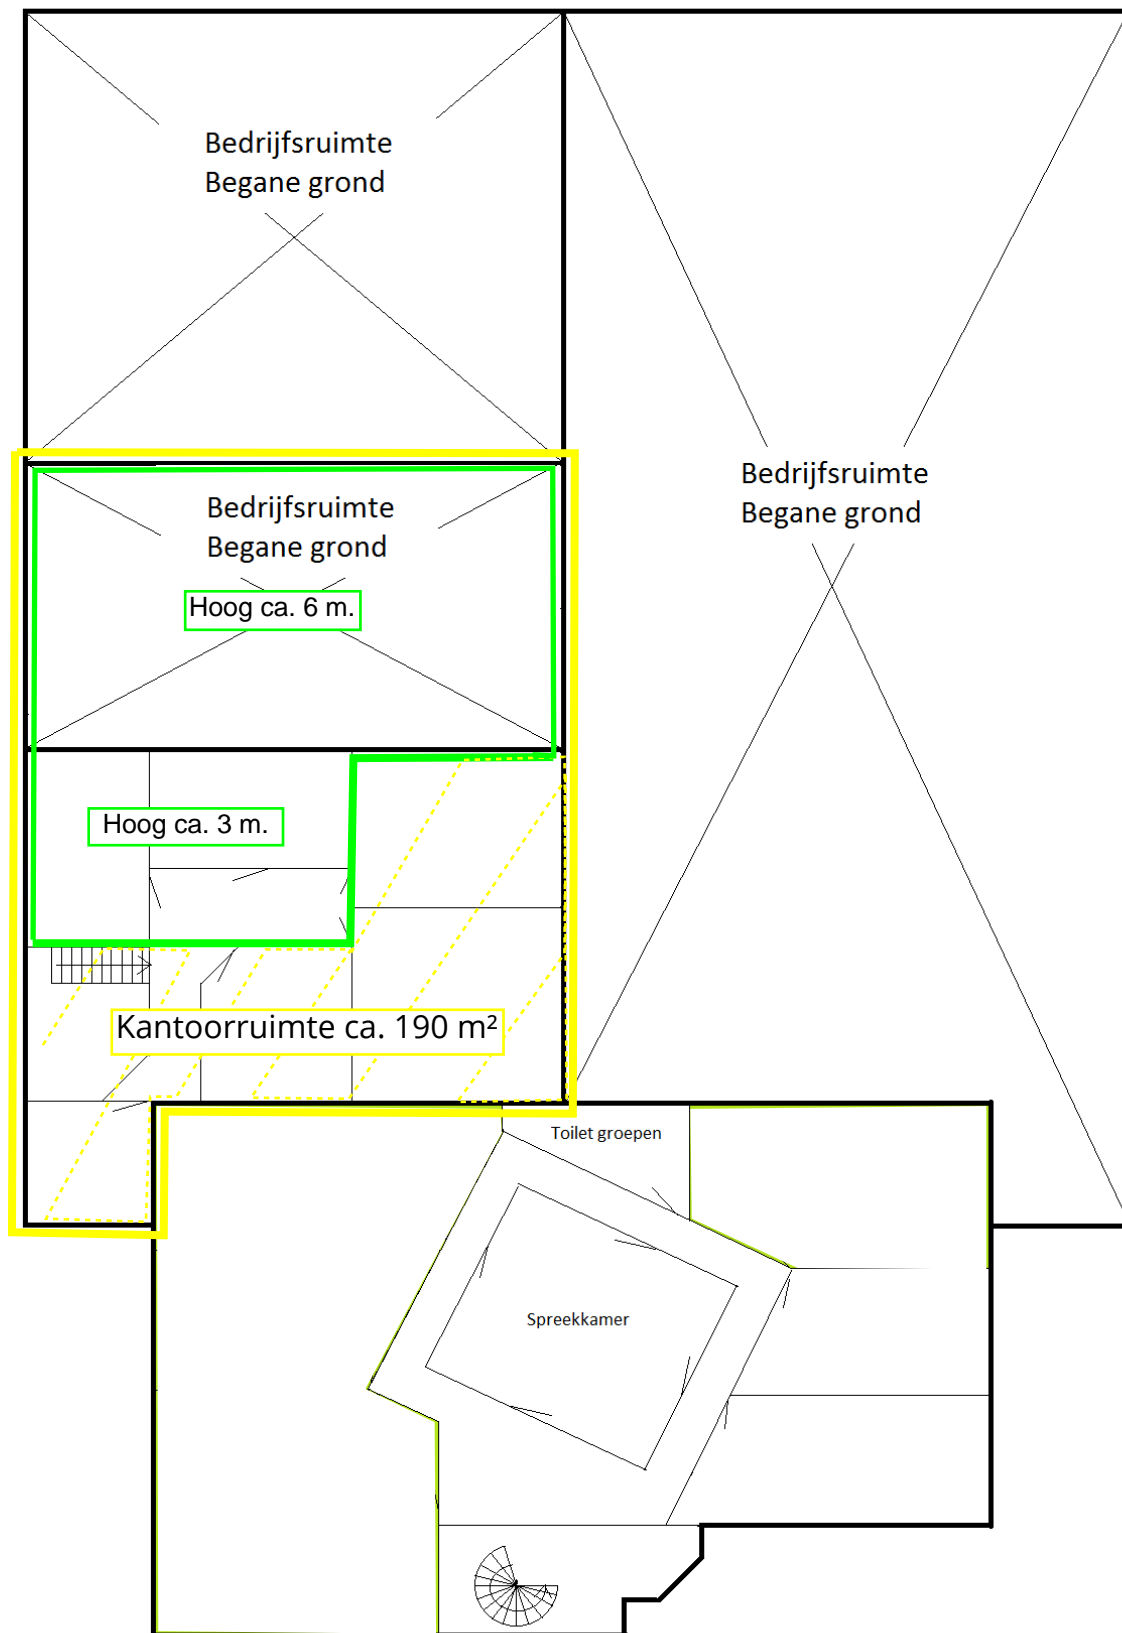 Bedrijfsruimte
Begane grond
Bedrijfsruimte
Begane grond
Bedrijfsruimte
Begane grond
Hoog ca. 6 m.
Hoog ca. 3 m.
Kantoorruimte ca. 190 m²
Toilet groepen
Spreekkamer